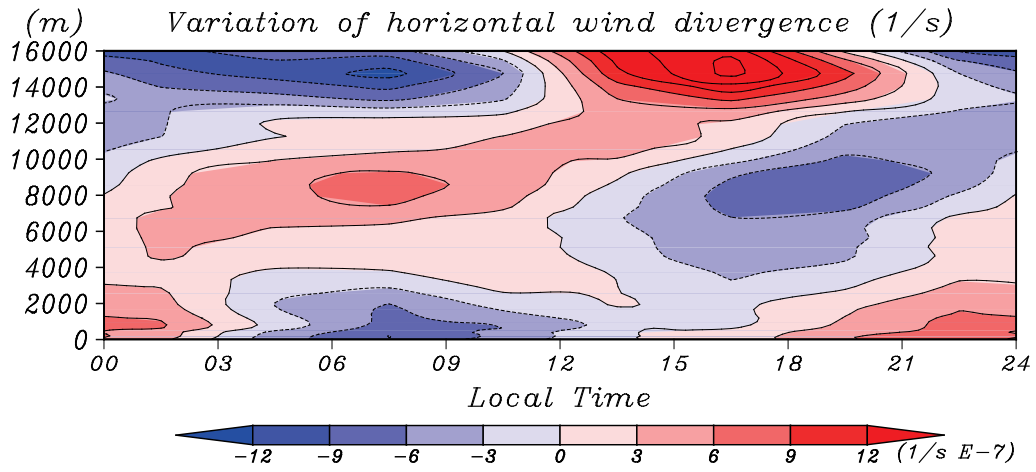 (m) Variation of horizontal wind divergence (1/s)
16000
14000
12000
10000
8000
6000
4000
2000
0
00 03 06 09 12 15 18 21 24
Local Time
−12 −9 −6 −3 0 3 6 9 12 (1/s E−7)